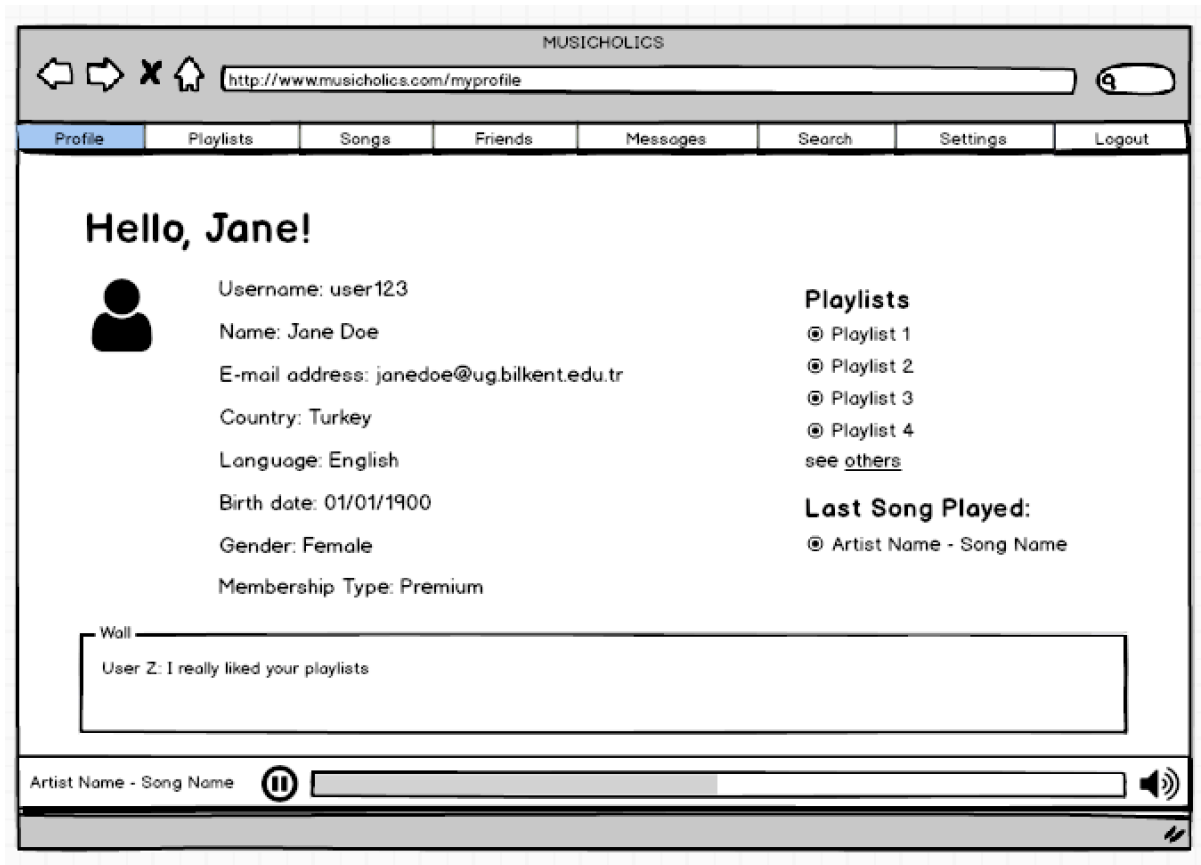 MUSICHOLICS
http://www.musicholics.com/myprofile
Profile Playlists Songs Friends Messages Search Settings Logout
Hello, Jane!
Username: user123
Name: Jane Doe
E-mail address: janedoe@ug.bilkent.edu.tr
Country: Turkey
Language: English
Birth date: 01/01/1900
Gender: Female
Membership Type: Premium
Playlists
Playlist 1
Playlist 2
Playlist 3
Playlist 4
see others
Last Song Played:
Artist Name - Song Name
Wall
User Z: I really liked your playlists
Artist Name - Song Name